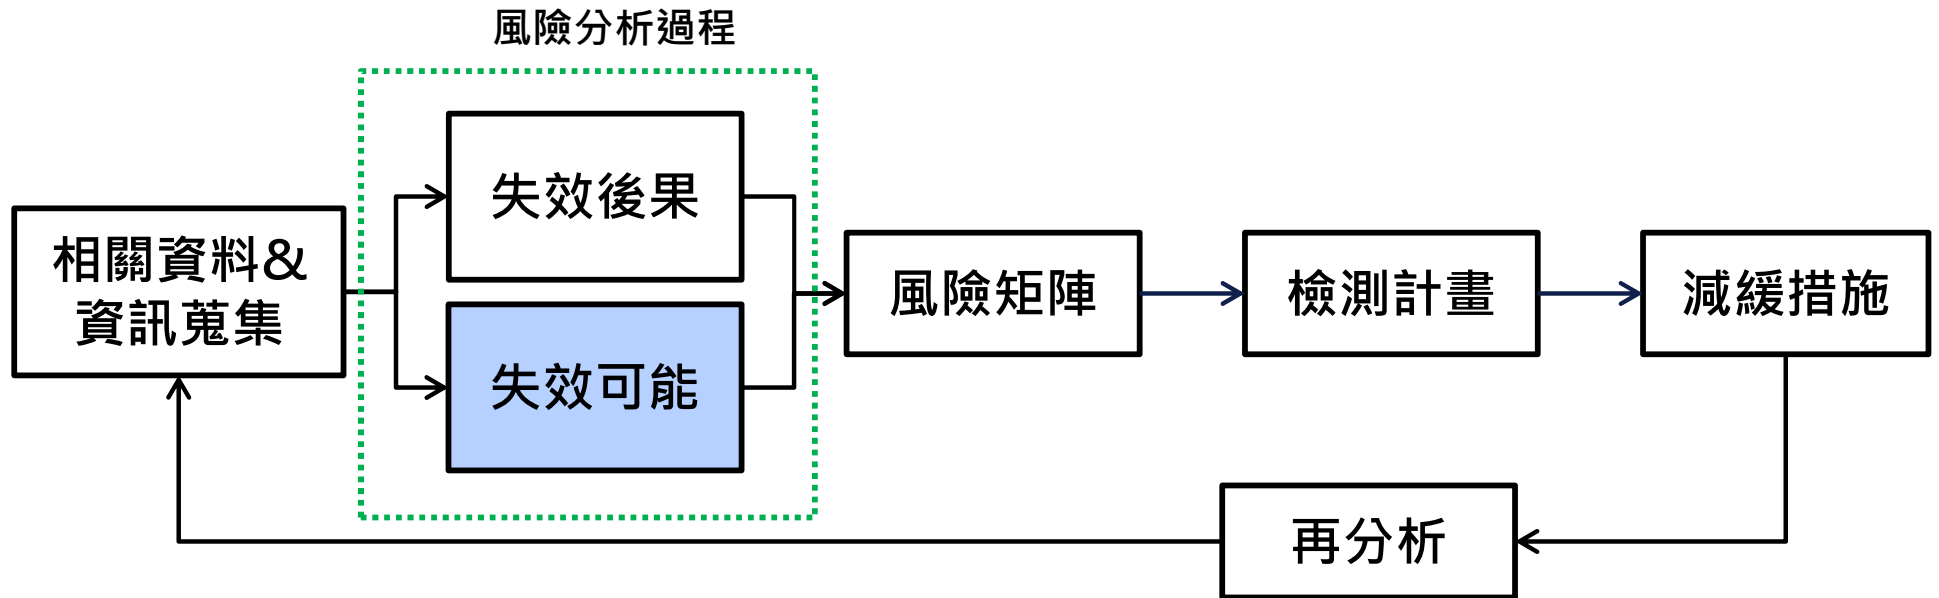 風險分析過程
相關資料&
資訊蒐集
失效後果
失效可能
風險矩陣
檢測計畫
減緩措施
再分析